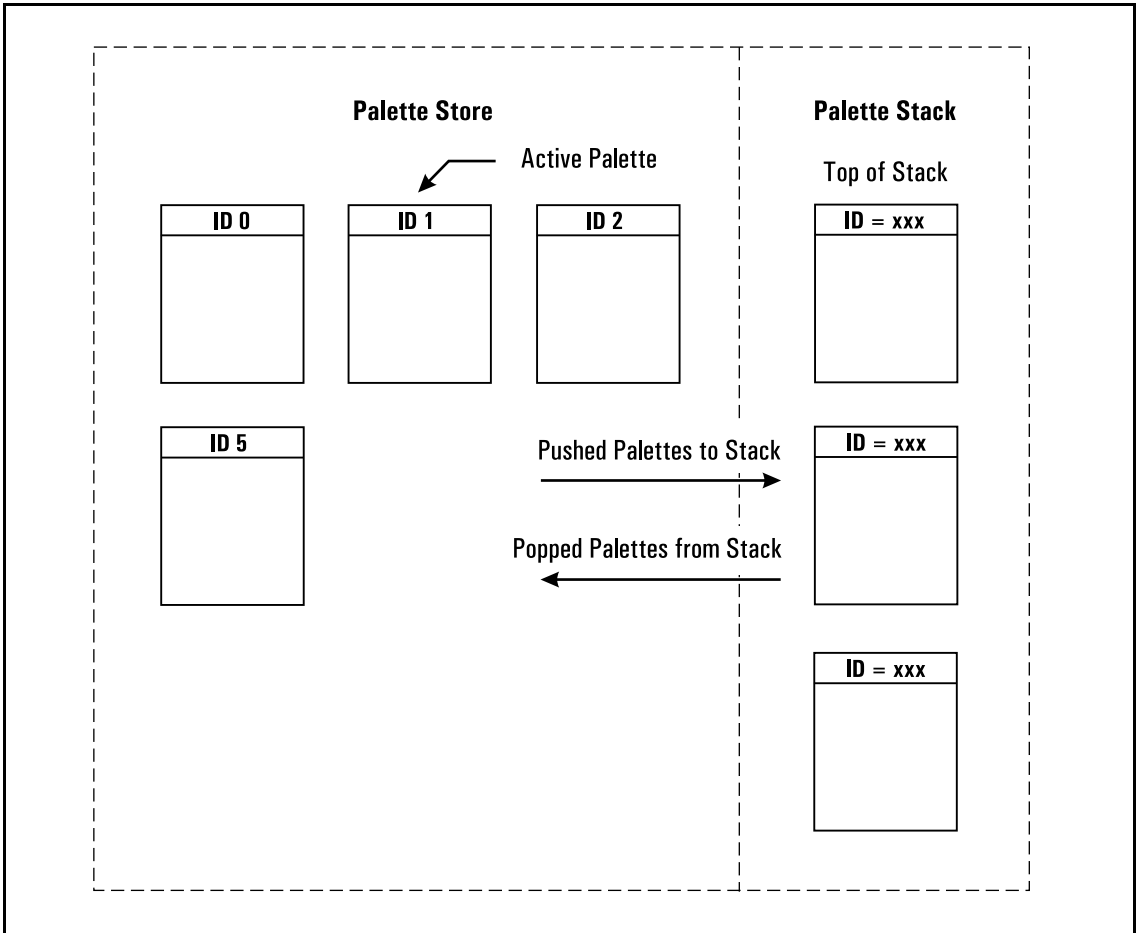 Palette Store
Palette Stack
Active Palette
Top of Stack
ID 0
ID 1
ID 2
ID = xxx
ID 5
Pushed Palettes to Stack
ID = xxx
Popped Palettes from Stack
ID = xxx